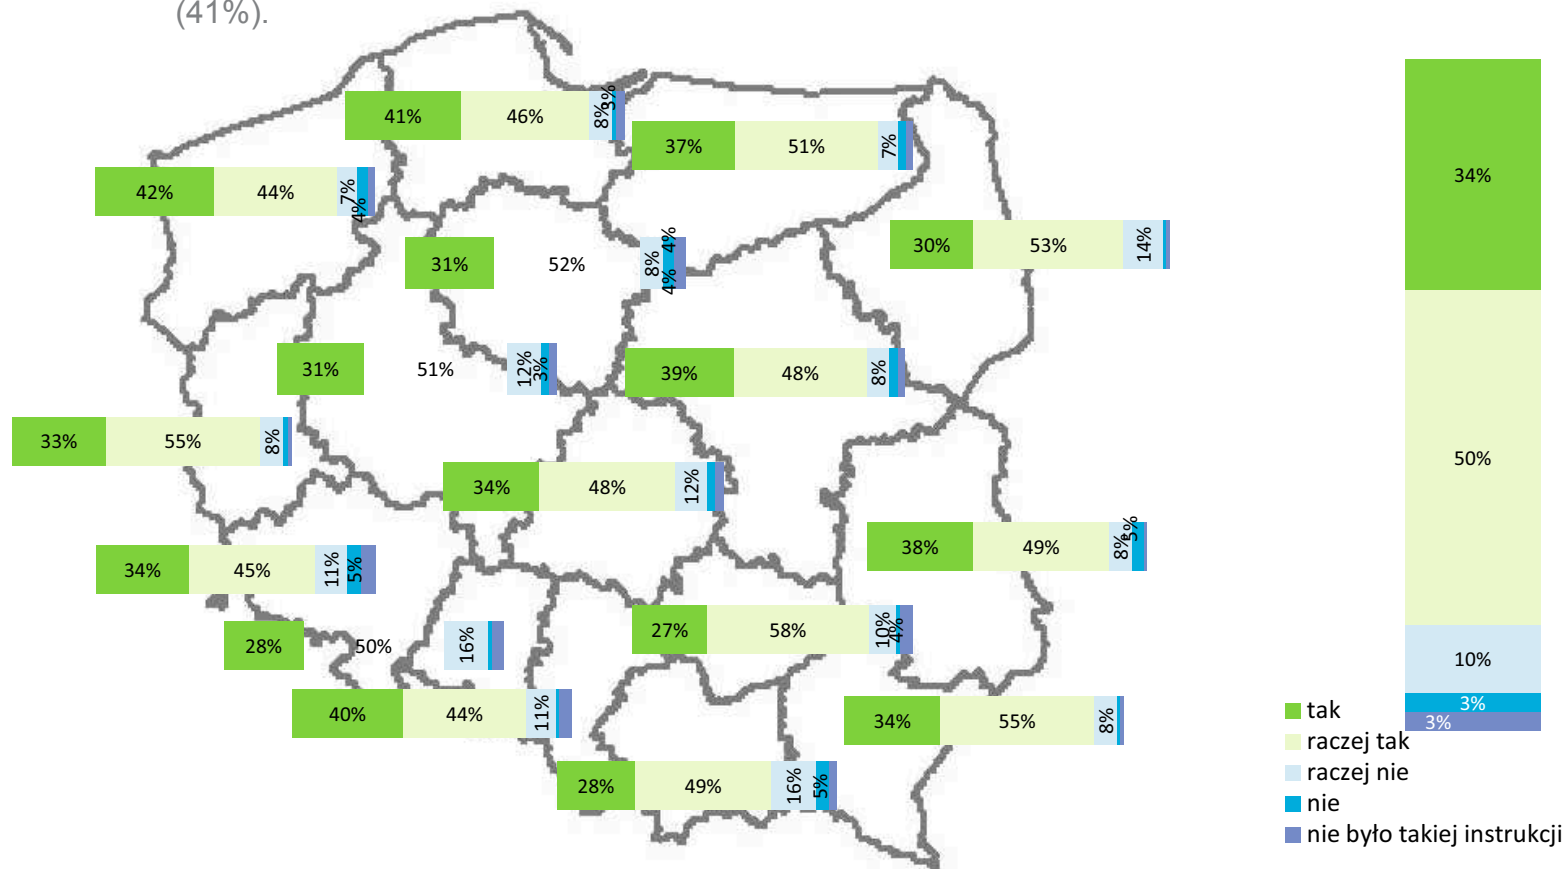 (41%).
41% 46% 8% 3%
37% 51% 7%
42% 44% 7% 4%
30% 53% 14%
31% 52% 8% 4% 4%
31% 51% 12% 3%
39% 48% 8%
33% 55% 8%
34% 48% 12%
38% 49% 8% 5%
34% 45% 11% 5%
27% 58% 10% 4%
28% 50% 16%
40% 44% 11%
34% 55% 8%
28% 49% 16% 5%
34%
50%
10%
3%
3%
tak
raczej tak
raczej nie
nie
nie było takiej instrukcji